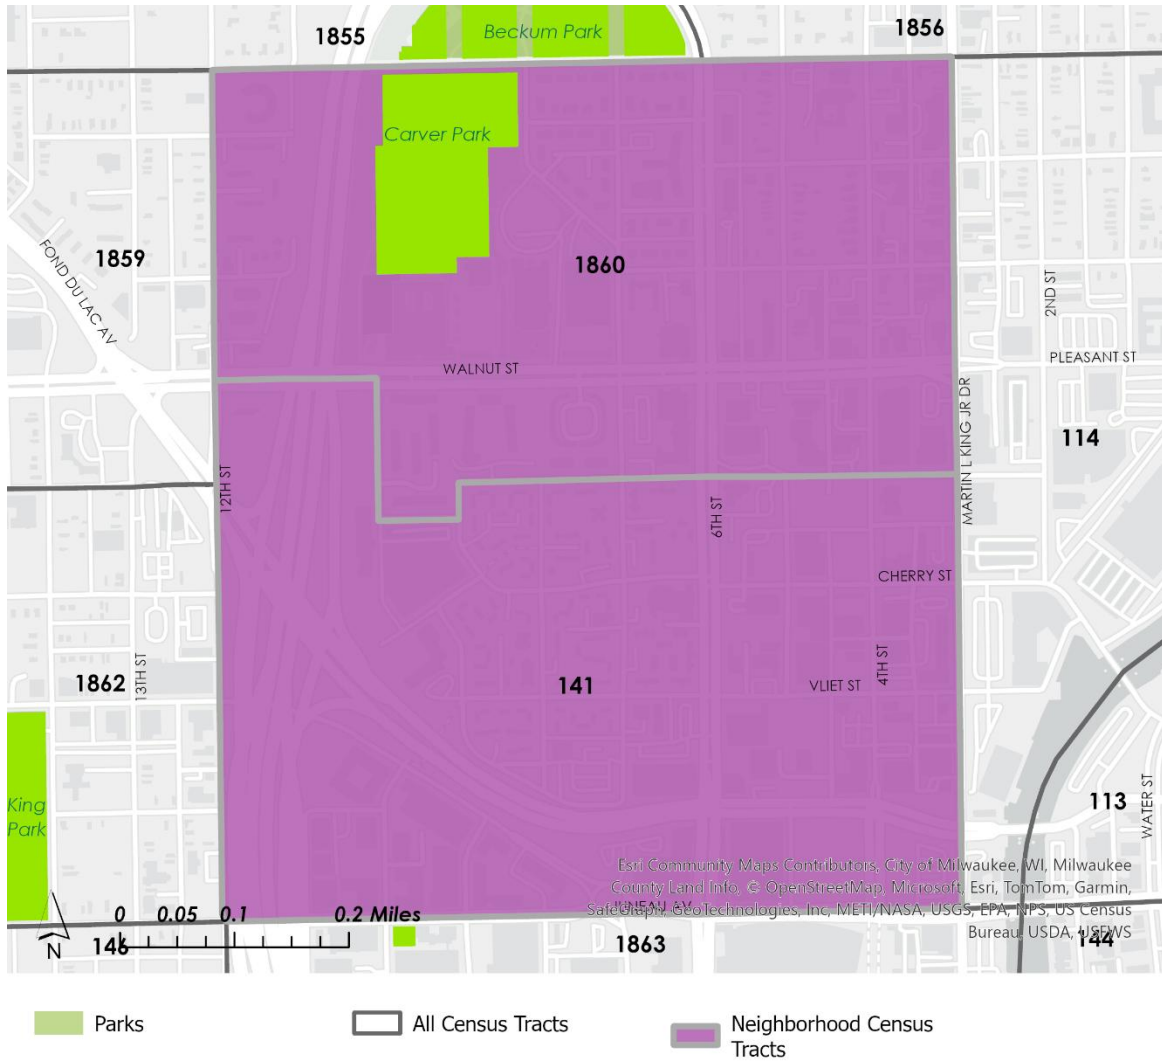 1855
Beckum Park
1856
Carver Park
1859
1860
FOND DU LAC AV
2ND ST
PLEASANT ST
WALNUT ST
114
MARTIN L KING JR DR
12TH ST
6TH ST
CHERRY ST
4TH ST
1862
13TH ST
141
VLIET ST
King
Park
113
WATER ST
Esri Community Maps Contributors, City of Milwaukee, WI, Milwaukee
County Land Info, © OpenStreetMap, Microsoft, Esri, TomTom, Garmin,
SafeGraph, GeoTechnologies, Inc, METI/NASA, USGS, EPA, NPS, US Census
Bureau, USDA, USFWS
JUNEAU AV
0 0.05 0.1 0.2 Miles
N
146
1863
144
Parks
All Census Tracts
Neighborhood Census
Tracts